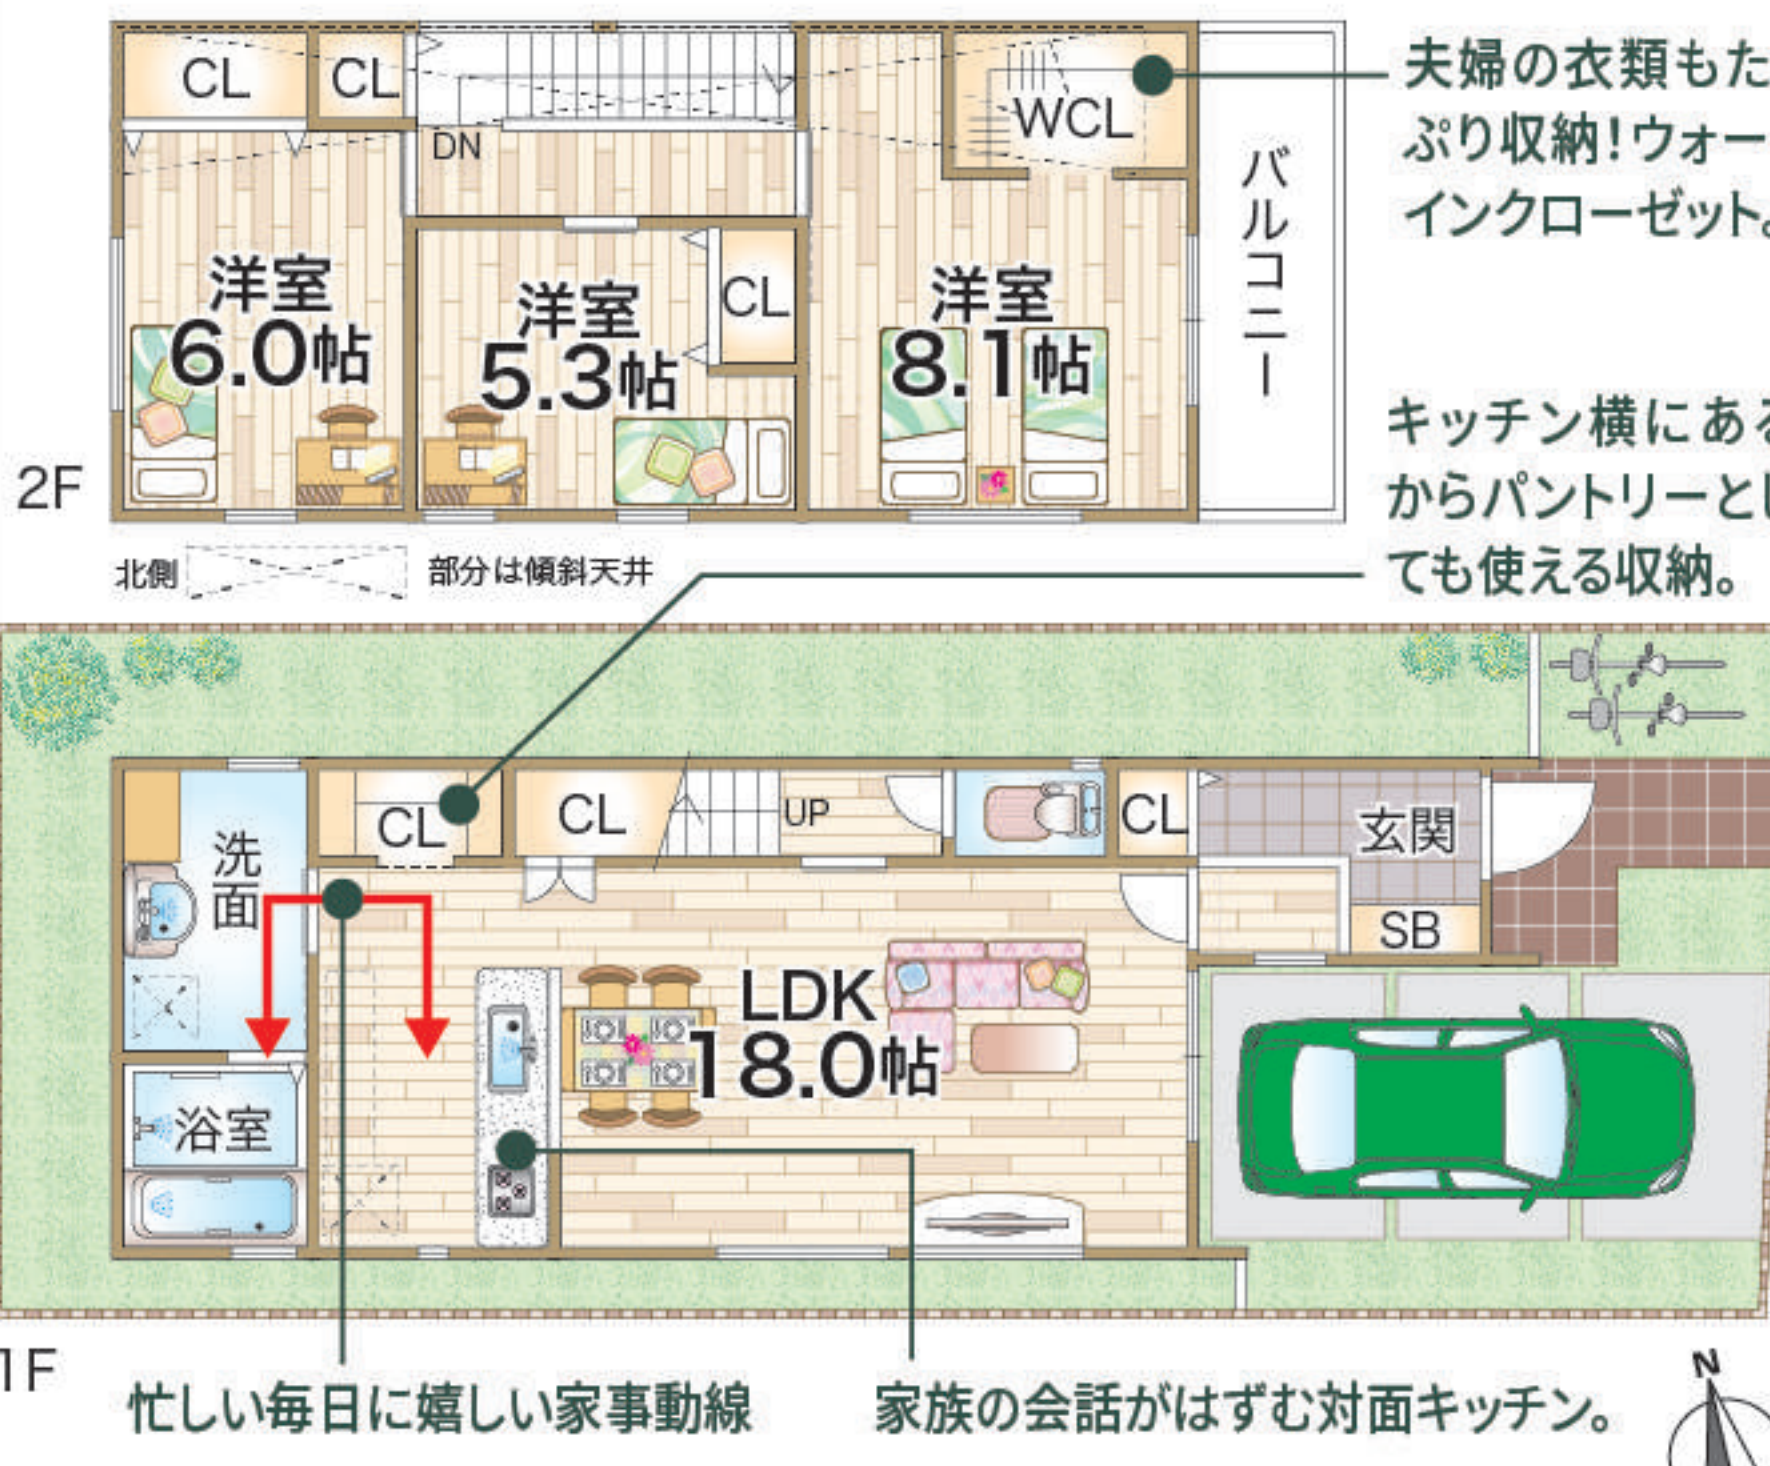 CL
CL
DN
WCL
夫婦の衣類もた
ぷり収納！ウォー
インクローゼット。
バルコニー
洋室
6.0帖
洋室
5.3帖
CL
洋室
8.1帖
2F
キッチン横にある
からパントリーとし
ても使える収納。
北側
部分は傾斜天井
CL
CL
UP
CL
玄関
SB
洗面
LDK
18.0帖
浴室
1F
忙しい毎日に嬉しい家事動線
家族の会話がはずむ対面キッチン。
N